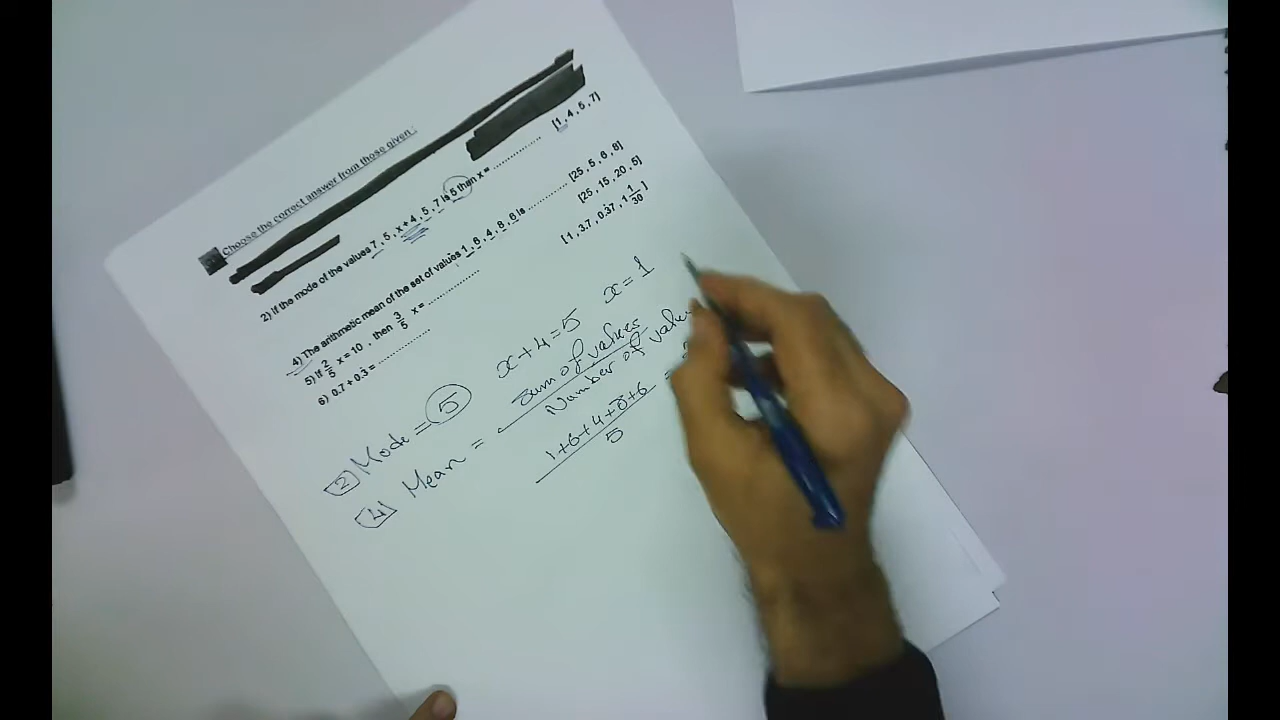 Choose the correct answer from those given :
2) If the mode of the values 7 , 5 , x + 4 , 5 , 7 is 5 then x = .............. [1 , 4 , 5 , 7]
4) The arithmetic mean of the set of values 1 , 6 , 4 , 8 , 6 is .............. [25 , 5 , 6 , 8]
5) If 2/5 x = 10 , then 3/5 x = .............. [25 , 15 , 20 , 5]
6) 0.7 + 0.3̇ = .............. [1 , 3.7 , 0.37 , 1 1/30]
2 Mode = 5 x + 4 = 5 x = 1
4 Mean = Sum of values / Number of values
1+6+4+8+6 / 5 =